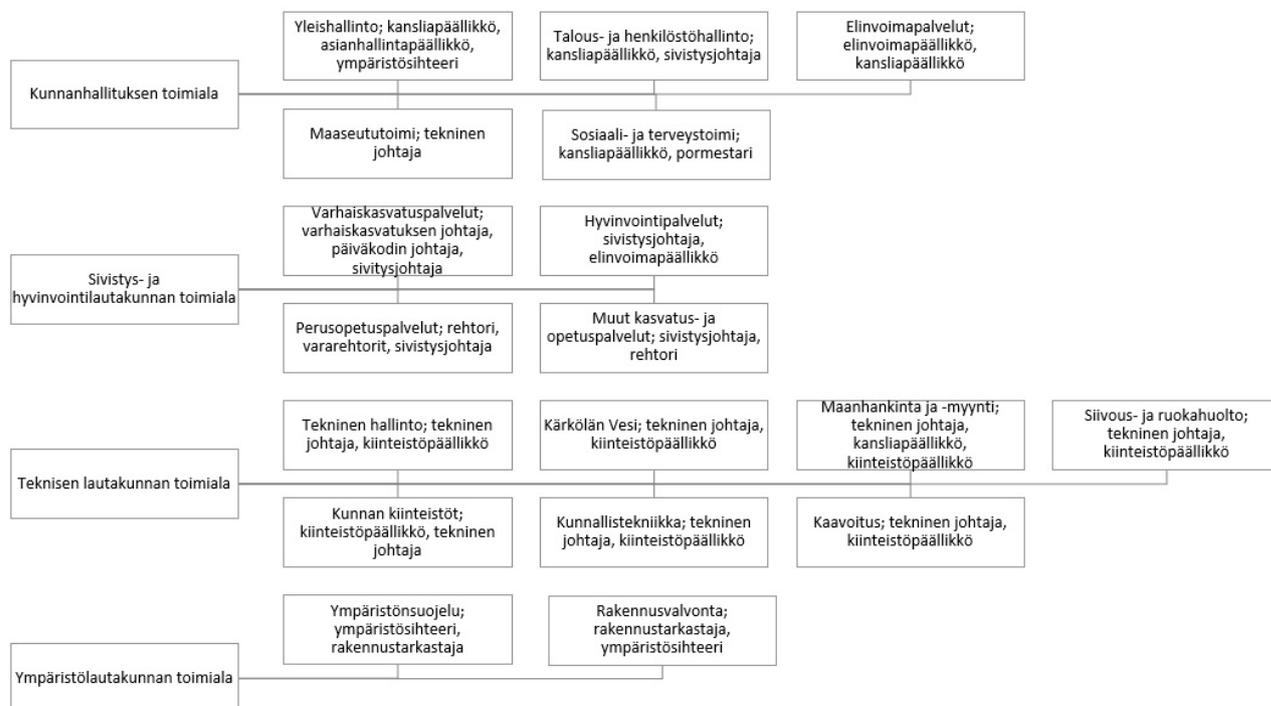 Kunnanhallituksen toimiala
Yleishallinto; kansliapäällikkö,
asianhallintapäällikkö,
ympäristösihteeri
Talous- ja henkilöstöhallinto;
kansliapäällikkö, sivistysjohtaja
Elinvoimapalvelut;
elinvoimapäällikkö,
kansliapäällikkö
Maaseututoimi; tekninen
johtaja
Sosiaali- ja terveystoimi;
kansliapäällikkö, pormestari
Sivistys- ja
hyvinvointilautakunnan toimiala
Varhaiskasvatuspalvelut;
varhaiskasvatuksen johtaja,
päiväkodin johtaja,
sivitysjohtaja
Hyvinvointipalvelut;
sivistysjohtaja,
elinvoimapäällikkö
Perusopetuspalvelut; rehtori,
vararehtorit, sivistysjohtaja
Muut kasvatus- ja
opetuspalvelut; sivistysjohtaja,
rehtori
Teknisen lautakunnan toimiala
Tekninen hallinto; tekninen
johtaja, kiinteistöpäällikkö
Kärkölän Vesi; tekninen johtaja,
kiinteistöpäällikkö
Maanhankinta ja -myynti;
tekninen johtaja,
kansliapäällikkö,
kiinteistöpäällikkö
Siivous- ja ruokahuolto;
tekninen johtaja,
kiinteistöpäällikkö
Kunnan kiinteistöt;
kiinteistöpäällikkö, tekninen
johtaja
Kunnallistekniikka; tekninen
johtaja, kiinteistöpäällikkö
Kaavoitus; tekninen johtaja,
kiinteistöpäällikkö
Ympäristölautakunnan toimiala
Ympäristönsuojelu;
ympäristösihteeri,
rakennustarkastaja
Rakennusvalvonta;
rakennustarkastaja,
ympäristösihteeri